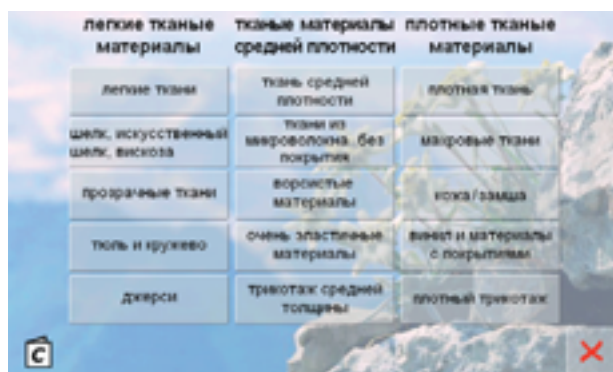 легкие тканые
материалы
тканые материалы
средней плотности
плотные тканые
материалы
легкие ткани
ткань средней
плотности
плотная ткань
шелк, искусственный
шелк, вискоза
ткани из
микроволокна, без
покрытия
махровые ткани
прозрачные ткани
ворсистые
материалы
кожа/замша
тюль и кружево
очень эластичные
материалы
винил и материалы
с покрытиями
джерси
трикотаж средней
толщины
плотный трикотаж
C